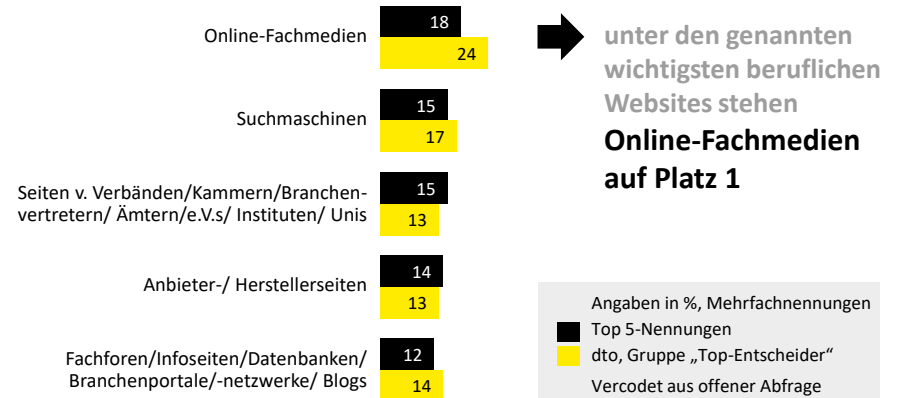 Online-Fachmedien
18
24
unter den genannten
wichtigsten beruflichen
Websites stehen
Online-Fachmedien
auf Platz 1
Suchmaschinen
15
17
Seiten v. Verbänden/Kammern/Branchen-
vertretern/ Ämtern/e.V.s/ Instituten/ Unis
15
13
Anbieter-/ Herstellerseiten
14
13
Fachforen/Infoseiten/Datenbanken/
Branchenportale/-netzwerke/ Blogs
12
14
Angaben in %, Mehrfachnennungen
Top 5-Nennungen
dto, Gruppe „Top-Entscheider“
Vercodet aus offener Abfrage